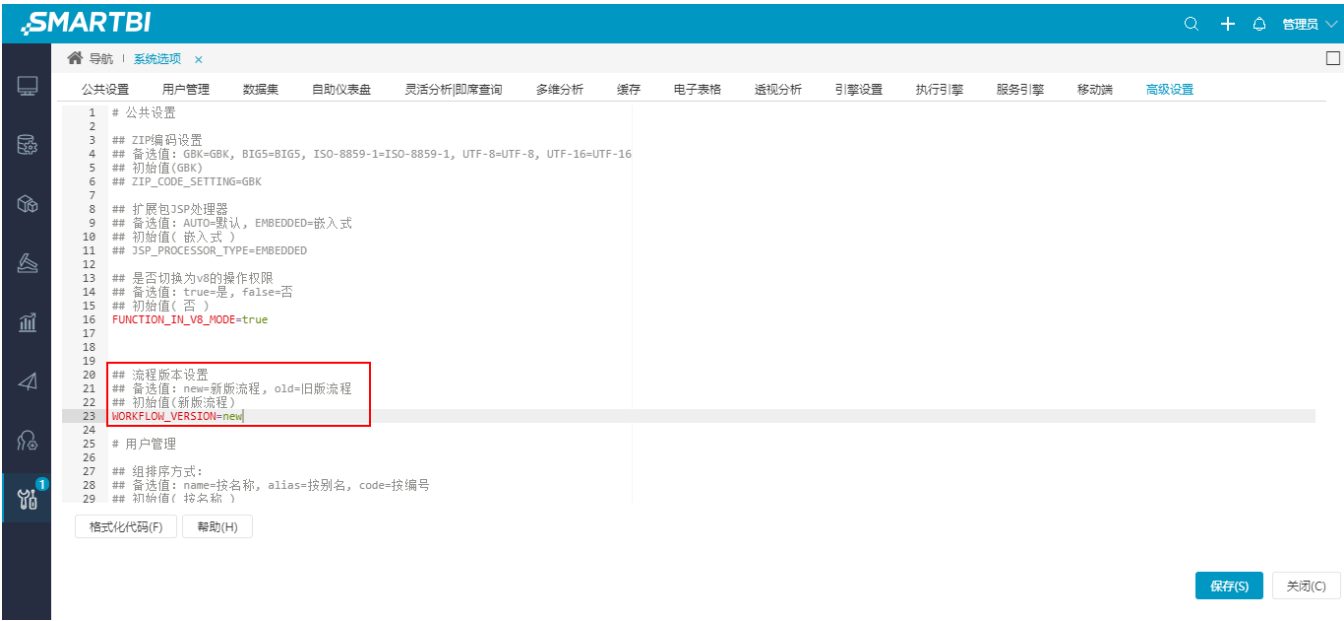 SMARTBI
管理员
导航 系统选项 ×
公共设置 用户管理 数据集 自助仪表盘 灵活分析|即席查询 多维分析 缓存 电子表格 透视分析 引擎设置 执行引擎 服务引擎 移动端 高级设置
1 # 公共设置
2
3 ## ZIP编码设置
4 ## 备选值: GBK=GBK, BIG5=BIG5, ISO-8859-1=ISO-8859-1, UTF-8=UTF-8, UTF-16=UTF-16
5 ## 初始值(GBK)
6 ## ZIP_CODE_SETTING=GBK
7
8 ## 扩展包JSP处理器
9 ## 备选值: AUTO=默认, EMBEDDED=嵌入式
10 ## 初始值( 嵌入式 )
11 ## JSP_PROCESSOR_TYPE=EMBEDDED
12
13 ## 是否切换为v8的操作权限
14 ## 备选值: true=是, false=否
15 ## 初始值( 否 )
16 FUNCTION_IN_V8_MODE=true
17
18
19
20 ## 流程版本设置
21 ## 备选值: new=新版流程, old=旧版流程
22 ## 初始值(新版流程)
23 WORKFLOW_VERSION=new
24
25 # 用户管理
26
27 ## 组排序方式:
28 ## 备选值: name=按名称, alias=按别名, code=按编号
29 ## 初始值( 按名称 )
1
格式化代码(F) 帮助(H)
保存(S) 关闭(C)